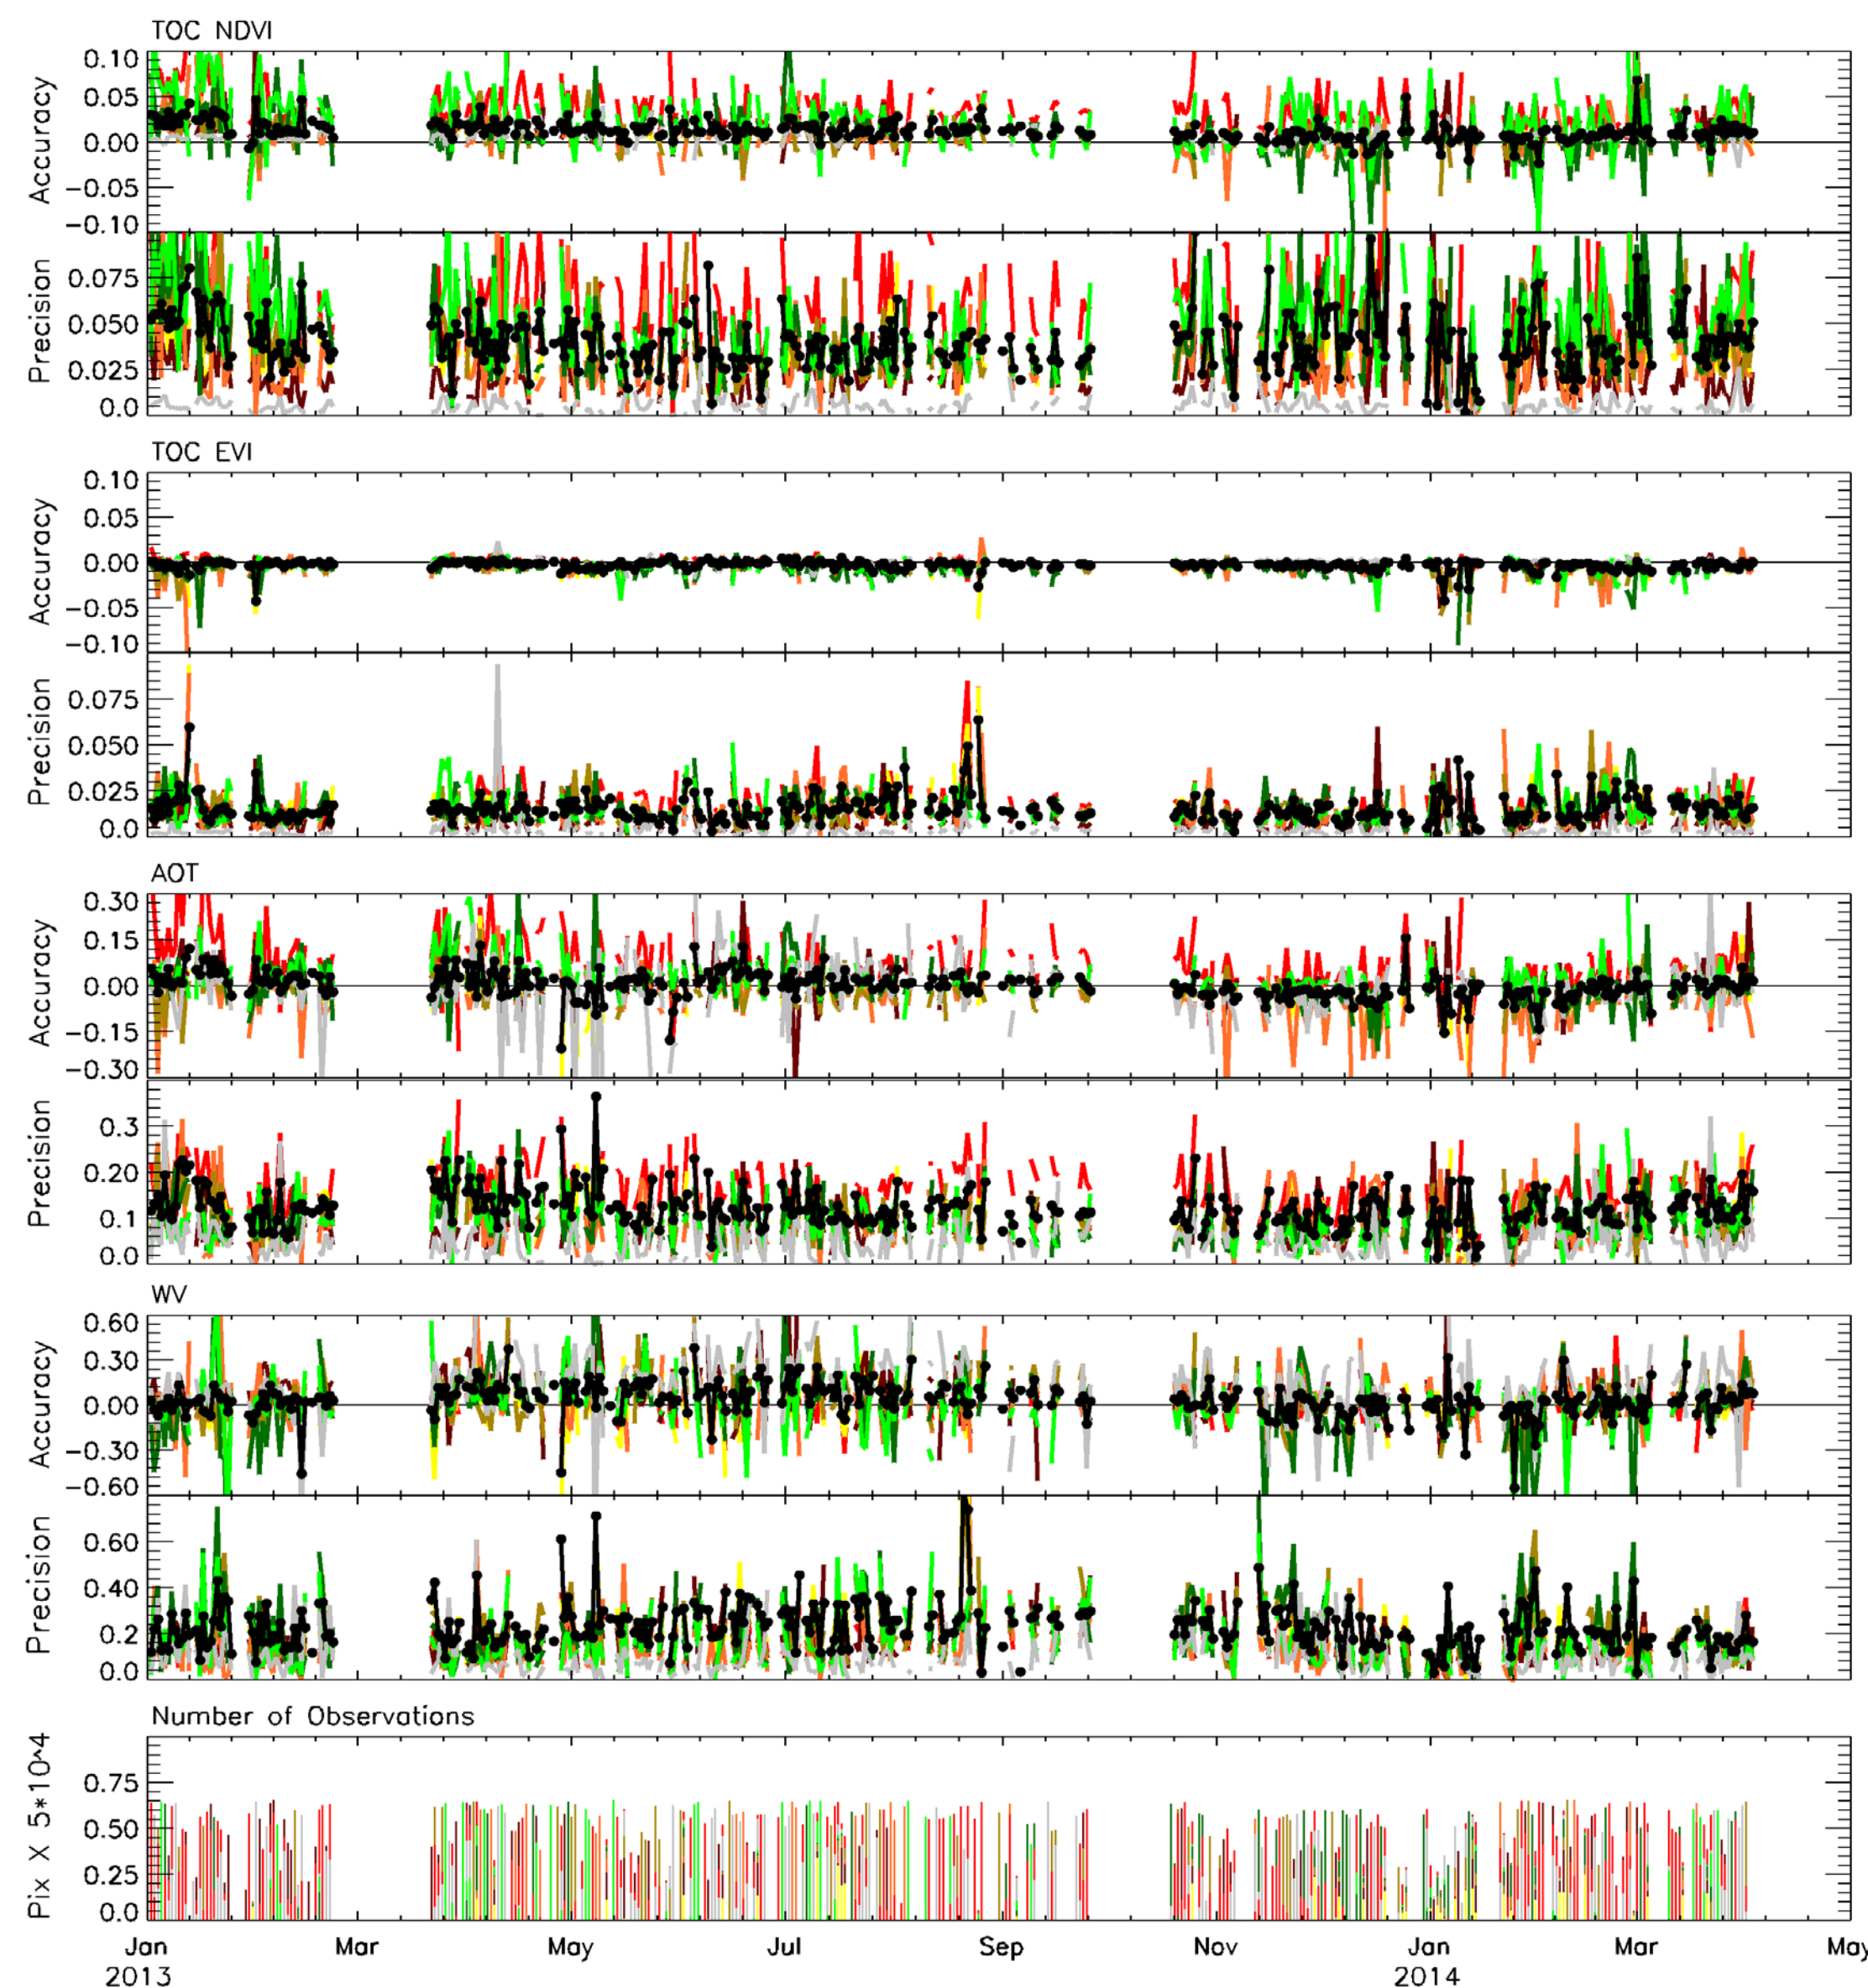 TOC NDVI
Accuracy
0.10
0.05
0.00
−0.05
−0.10
Precision
0.075
0.050
0.025
0.0
TOC EVI
Accuracy
0.10
0.05
0.00
−0.05
−0.10
Precision
0.075
0.050
0.025
0.0
AOT
Accuracy
0.30
0.15
0.00
−0.15
−0.30
Precision
0.3
0.20
0.1
0.0
WV
Accuracy
0.60
0.30
0.00
−0.30
−0.60
Precision
0.60
0.40
0.2
0.0
Number of Observations
Pix X 5*10^4
0.75
0.50
0.25
0.0
Jan Mar May Jul Sep Nov Jan Mar May
2013 2014